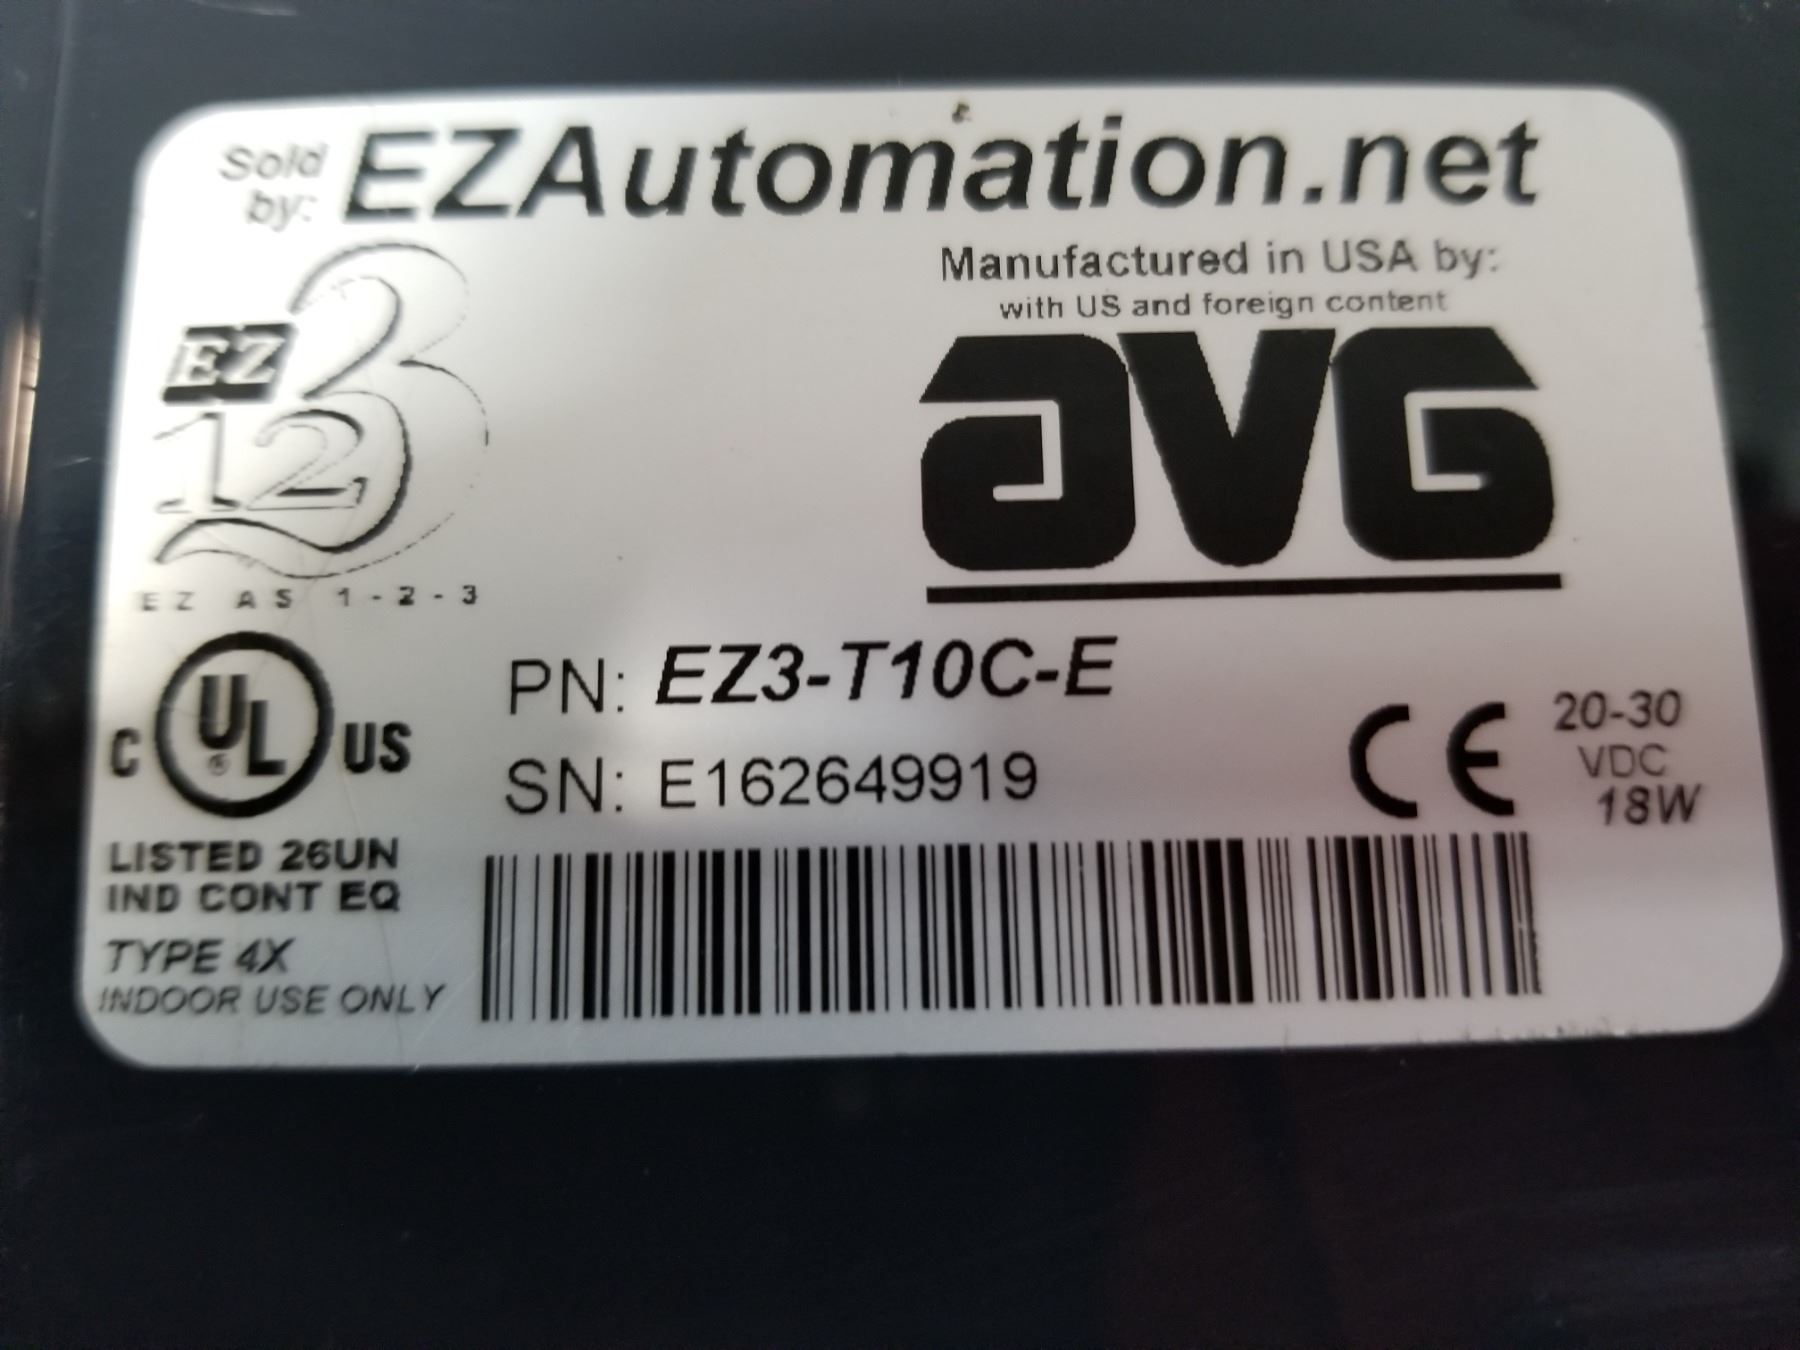 Sold by: EZAutomation.net
Manufactured in USA by:
with US and foreign content
AVG
EZ
123
EZ AS 1-2-3
C UL® US
PN: EZ3-T10C-E
SN: E162649919
CE
20-30
VDC
18W
LISTED 26UN
IND CONT EQ
TYPE 4X
INDOOR USE ONLY